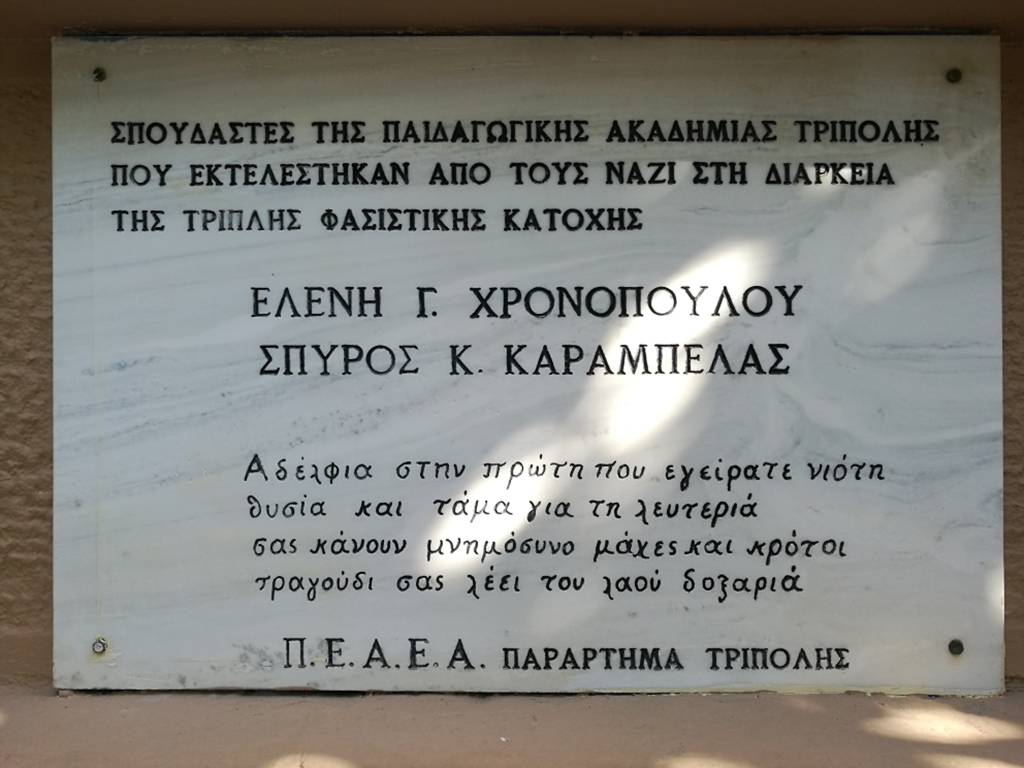 ΣΠΟΥΔΑΣΤΕΣ ΤΗΣ ΠΑΙΔΑΓΩΓΙΚΗΣ ΑΚΑΔΗΜΙΑΣ ΤΡΙΠΟΛΗΣ
ΠΟΥ ΕΚΤΕΛΕΣΤΗΚΑΝ ΑΠΟ ΤΟΥΣ ΝΑΖΙ ΣΤΗ ΔΙΑΡΚΕΙΑ
ΤΗΣ ΤΡΙΠΛΗΣ ΦΑΣΙΣΤΙΚΗΣ ΚΑΤΟΧΗΣ
ΕΛΕΝΗ Γ. ΧΡΟΝΟΠΟΥΛΟΥ
ΣΠΥΡΟΣ Κ. ΚΑΡΑΜΠΕΛΑΣ
Αδέλφια στην πρώτη που εγείρατε νιότη
θυσία και τάμα για τη λευτεριά
σας κάνουν μνημόσυνο μάχες και κρότοι
τραγούδι σας λέει του λαού δοξαριά
Π.Ε.Α.Ε.Α. ΠΑΡΑΡΤΗΜΑ ΤΡΙΠΟΛΗΣ